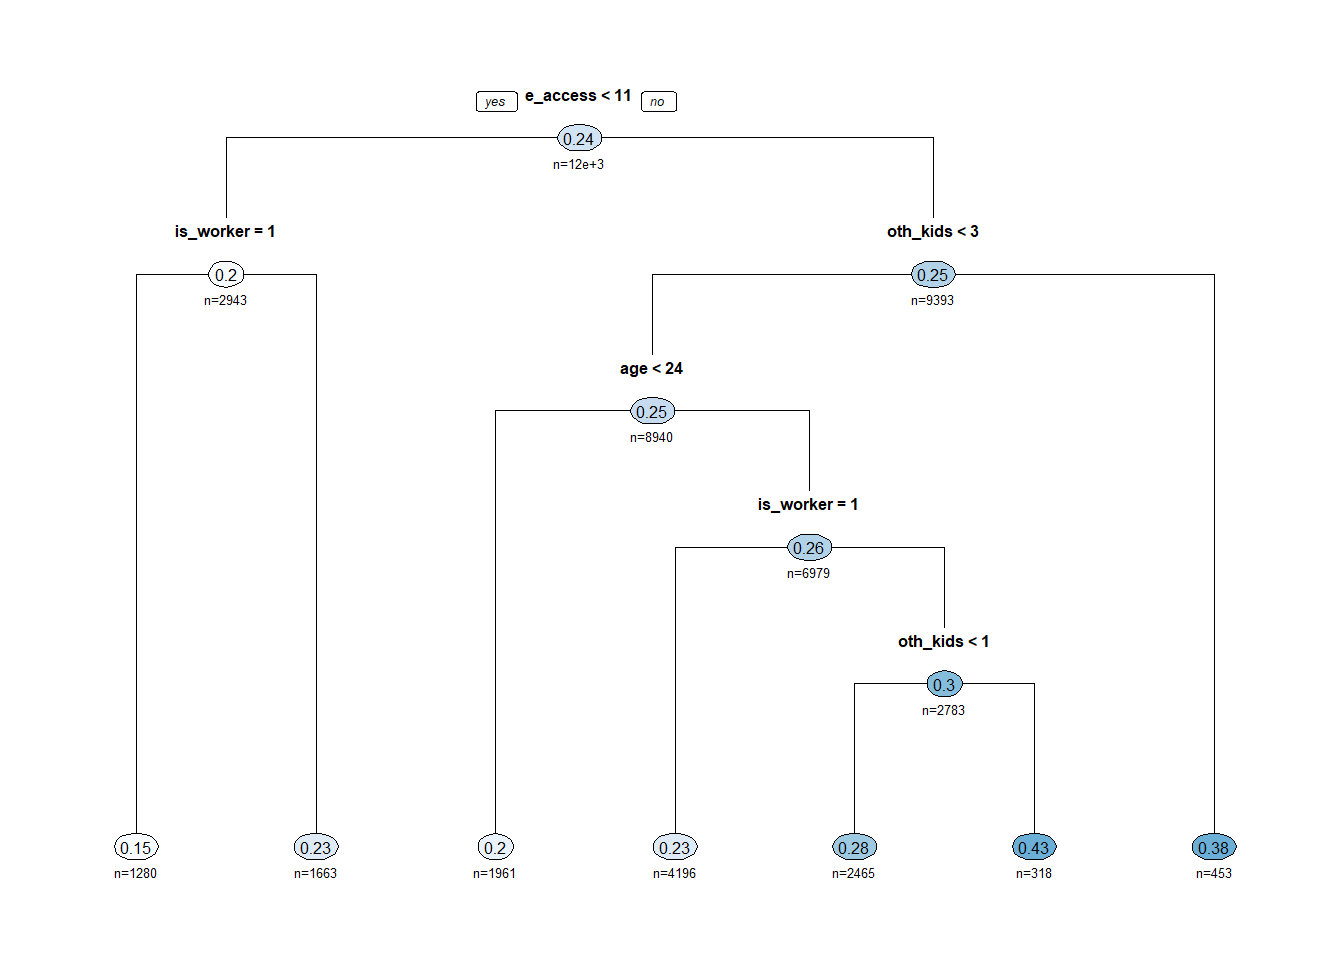 yes e_access < 11 no
0.24
n=12e+3
is_worker = 1 oth_kids < 3
0.2 0.25
n=2943 n=9393
age < 24
0.25
n=8940
is_worker = 1
0.26
n=6979
oth_kids < 1
0.3
n=2783
0.15 0.23 0.2 0.23 0.28 0.43 0.38
n=1280 n=1663 n=1961 n=4196 n=2465 n=318 n=453